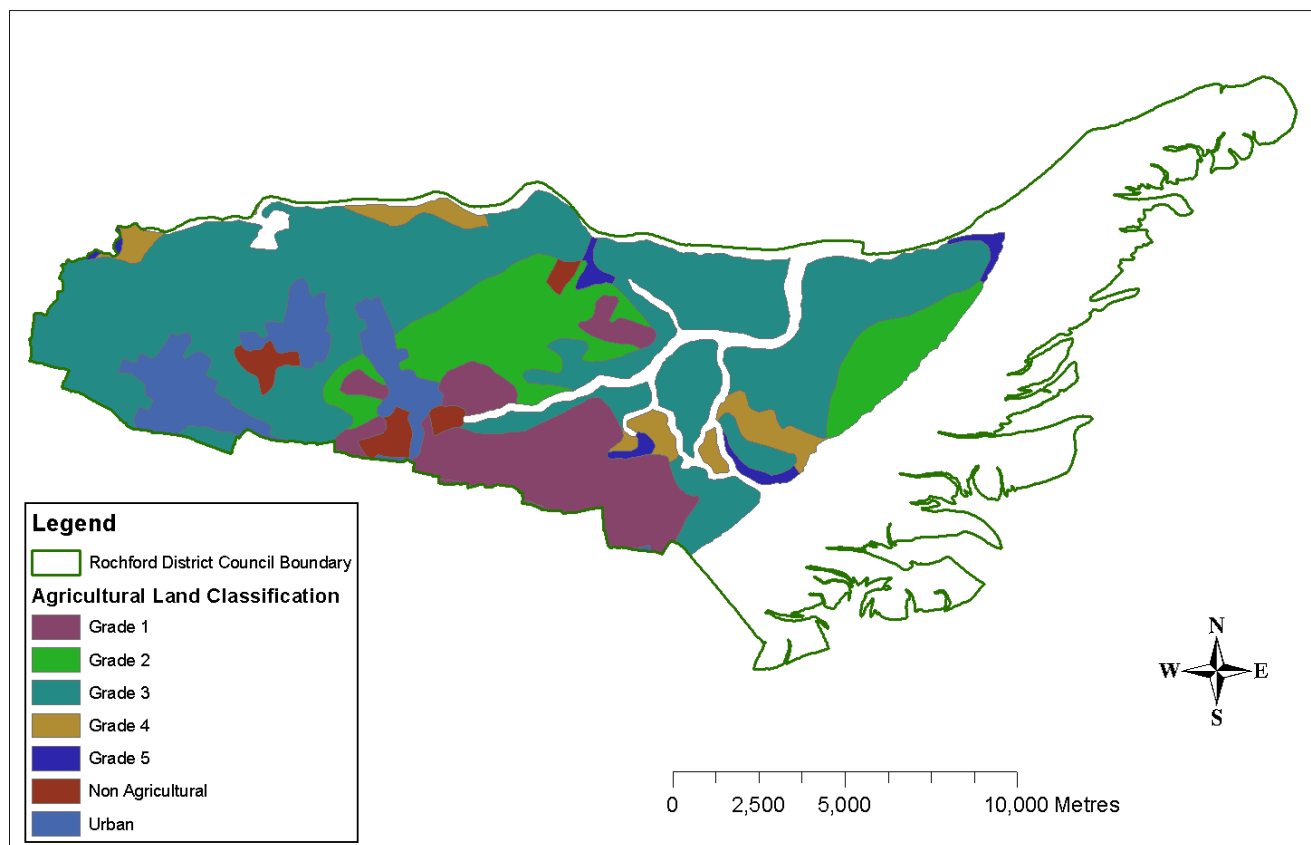 Legend
Rochford District Council Boundary
Agricultural Land Classification
Grade 1
Grade 2
Grade 3
Grade 4
Grade 5
Non Agricultural
Urban
N
W E
S
0 2,500 5,000 10,000 Metres